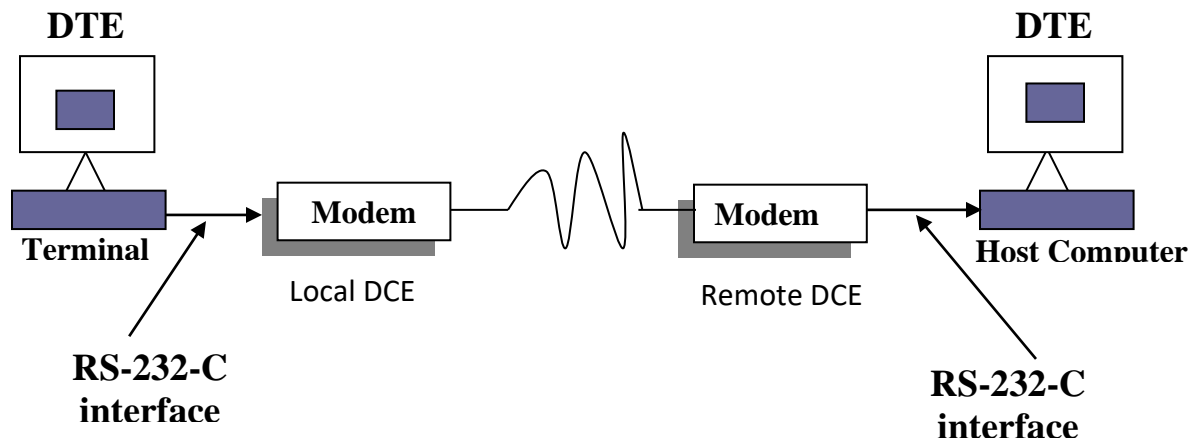 DTE
DTE
Modem
Modem
Terminal
Host Computer
Local DCE
Remote DCE
RS-232-C
interface
RS-232-C
interface